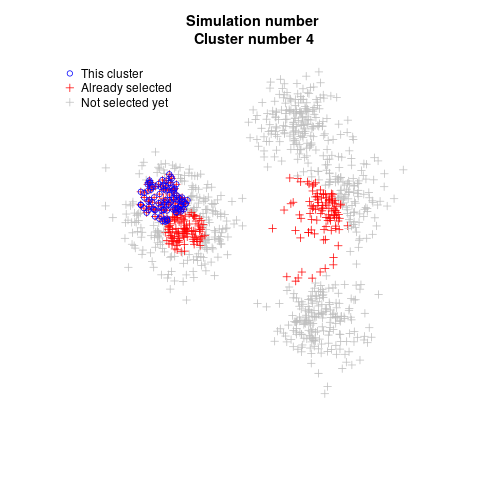 Simulation number
Cluster number 4
This cluster
Already selected
Not selected yet